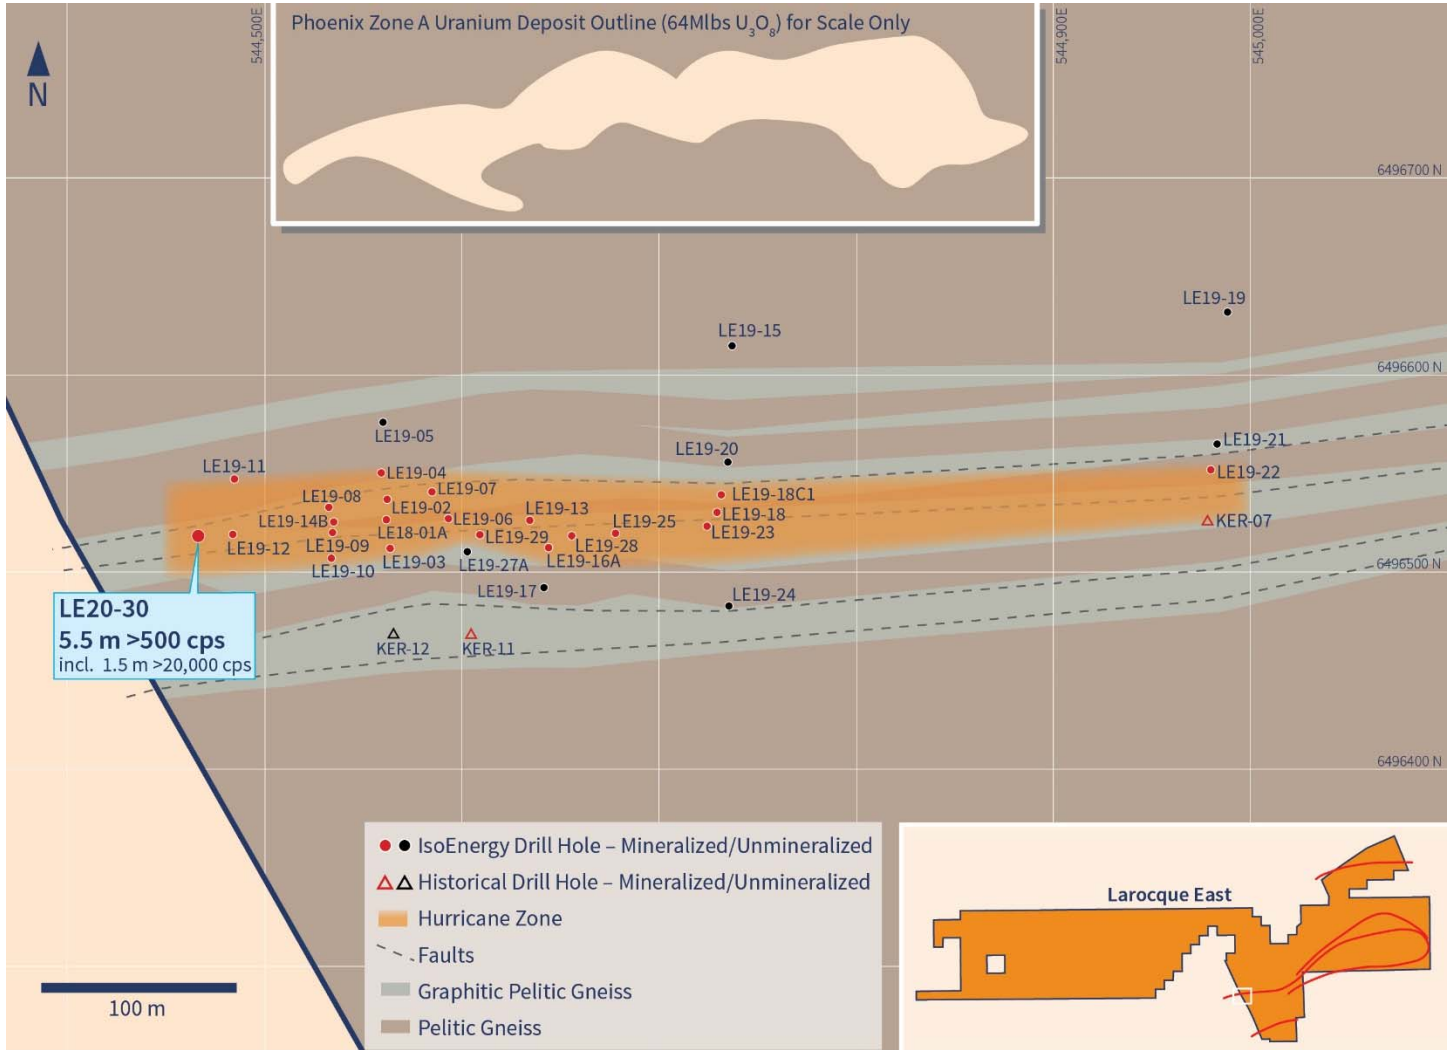 Phoenix Zone A Uranium Deposit Outline (64Mlbs U3O8) for Scale Only
N
544,500E
544,900E
545,000E
6496700 N
LE19-19
LE19-15
6496600 N
LE19-05
LE19-20
LE19-21
LE19-11
LE19-04
LE19-22
LE19-07
LE19-08
LE19-18C1
LE19-02
LE19-13
LE19-18
LE19-14B
LE19-06
LE19-25
KER-07
LE18-01A
LE19-23
LE19-12
LE19-09
LE19-29
LE19-28
LE19-03
LE19-27A
LE19-16A
LE19-10
6496500 N
LE19-17
LE19-24
LE20-30
5.5 m >500 cps
incl. 1.5 m >20,000 cps
KER-12
KER-11
6496400 N
IsoEnergy Drill Hole – Mineralized/Unmineralized
Historical Drill Hole – Mineralized/Unmineralized
Hurricane Zone
Faults
Graphitic Pelitic Gneiss
Pelitic Gneiss
100 m
Larocque East